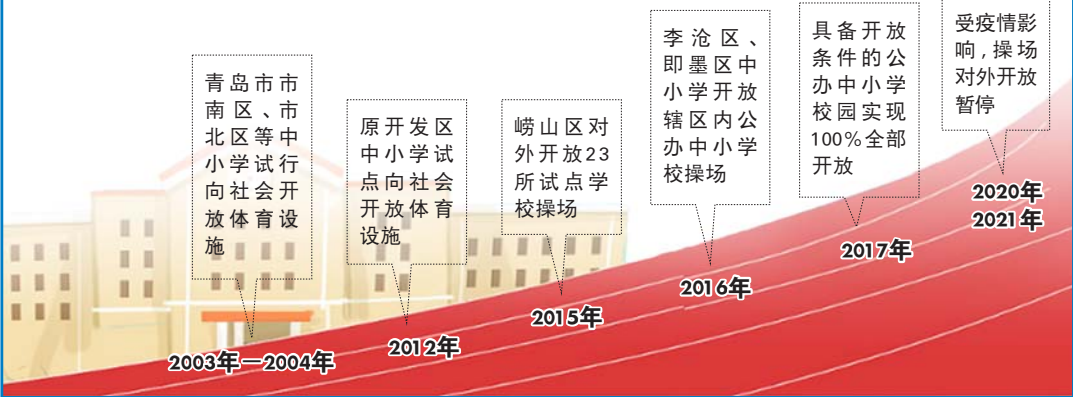 青岛市市
南区、市
北区等中
小学试行
向社会开
放体育设
施
2003年—2004年
原开发区
中小学试
点向社会
开放体育
设施
2012年
崂山区对
外开放23
所试点学
校操场
2015年
李沧区、
即墨区中
小学开放
辖区内公
办中小学
校操场
2016年
具备开放
条件的公
办中小学
校园实现
100%全部
开放
2017年
受疫情影
响,操场
对外开放
暂停
2020年
2021年